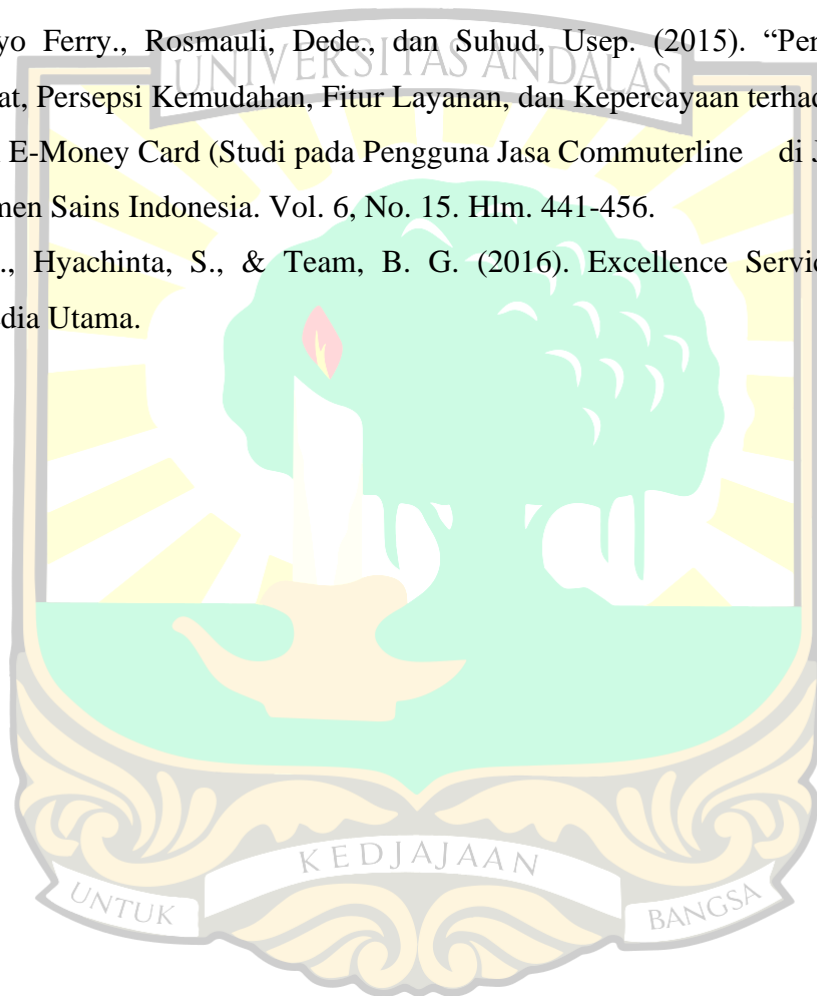 yo Ferry., Rosmauli, Dede., dan Suhud, Usep. (2015). “Per
UNIVERSITAS ANDALAS
at, Persepsi Kemudahan, Fitur Layanan, dan Kepercayaan terhad
E-Money Card (Studi pada Pengguna Jasa Commuterline di J
men Sains Indonesia. Vol. 6, No. 15. Hlm. 441-456.
., Hyachinta, S., & Team, B. G. (2016). Excellence Servic
dia Utama.
KEDJAJAAN
UNTUK
BANGSA